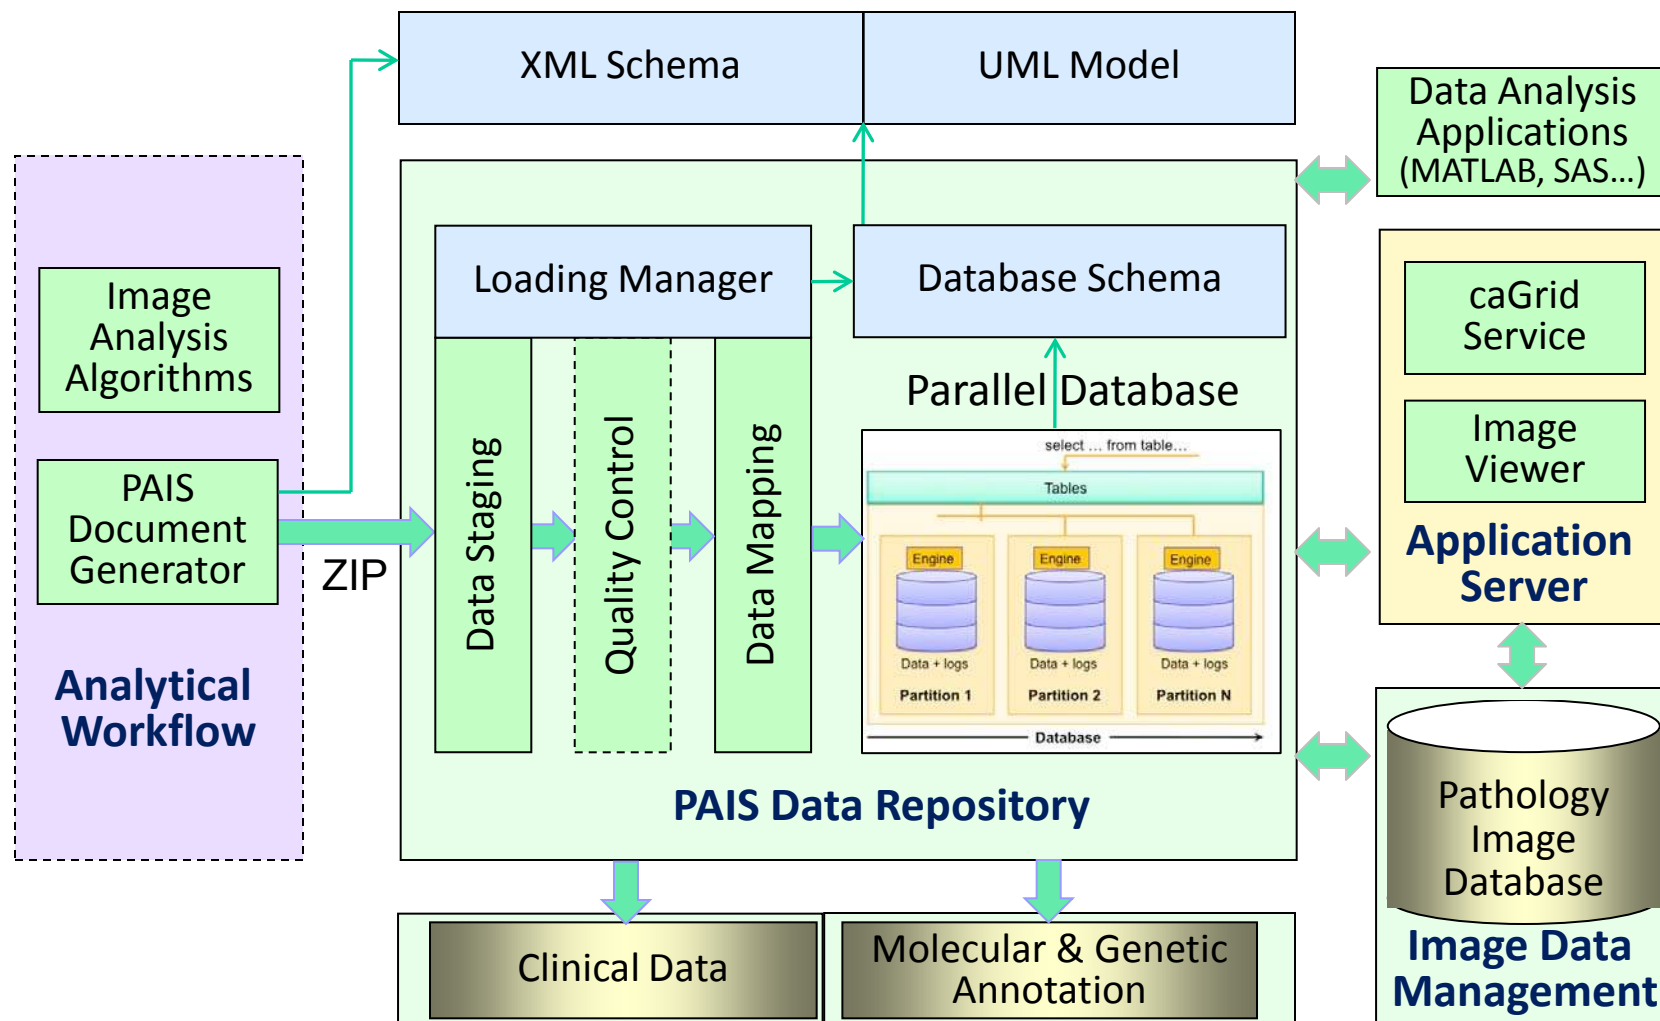 XML Schema
UML Model
Data Analysis
Applications
(MATLAB, SAS...)
Image
Analysis
Algorithms
PAIS
Document
Generator
ZIP
Analytical
Workflow
Loading Manager
Database Schema
Data Staging
Quality Control
Data Mapping
Parallel Database
select ... from table...
Tables
Engine
Engine
Engine
Data + logs
Data + logs
Data + logs
Partition 1
Partition 2
Partition N
Database
PAIS Data Repository
caGrid
Service
Image
Viewer
Application
Server
Pathology
Image
Database
Image Data
Management
Clinical Data
Molecular & Genetic
Annotation